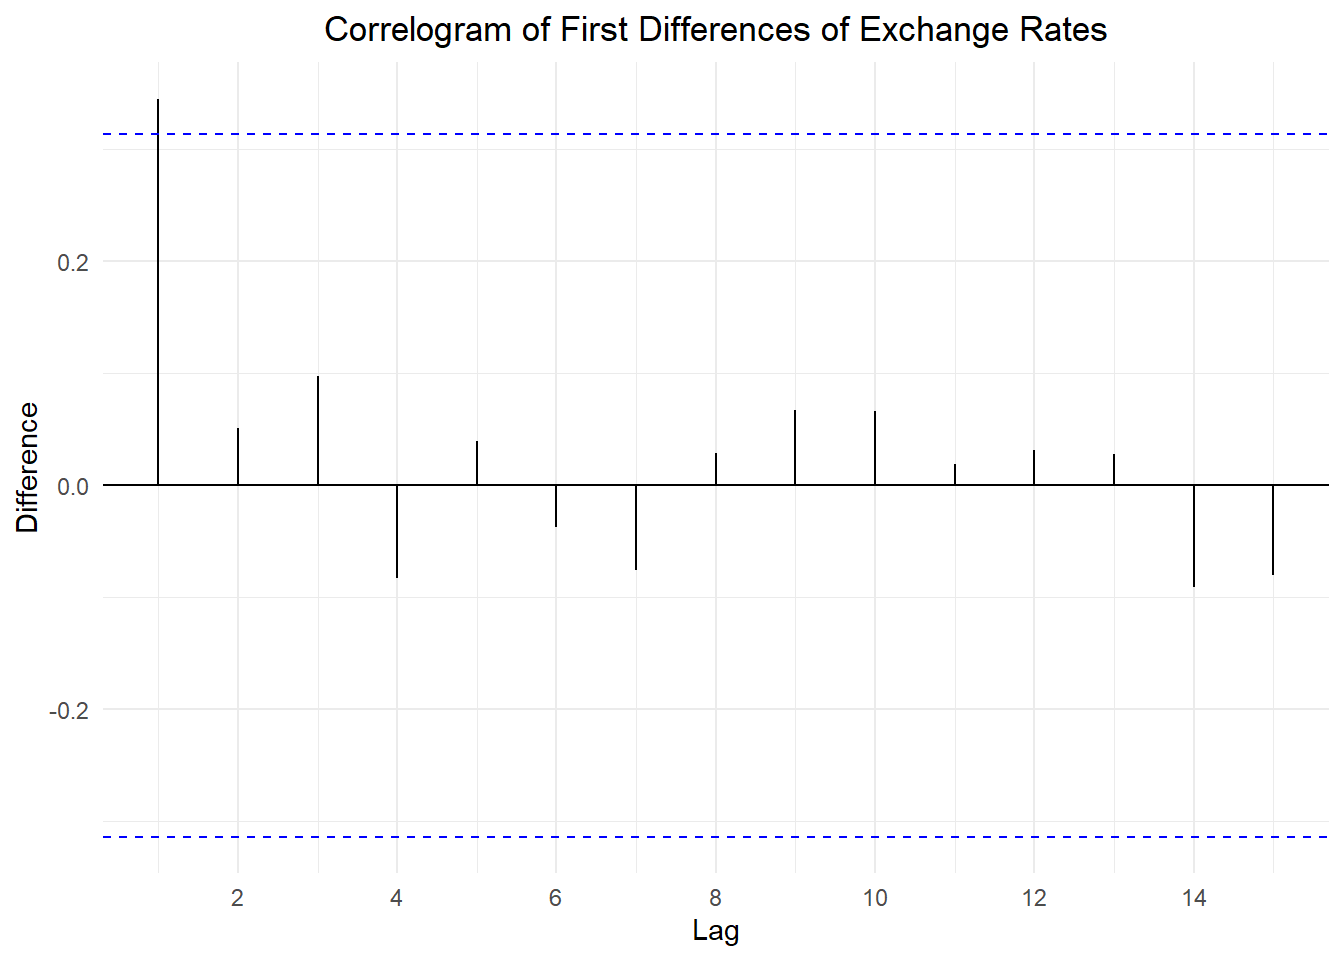 Correlogram of First Differences of Exchange Rates
Difference
0.2
0.0
-0.2
2 4 6 8 10 12 14
Lag